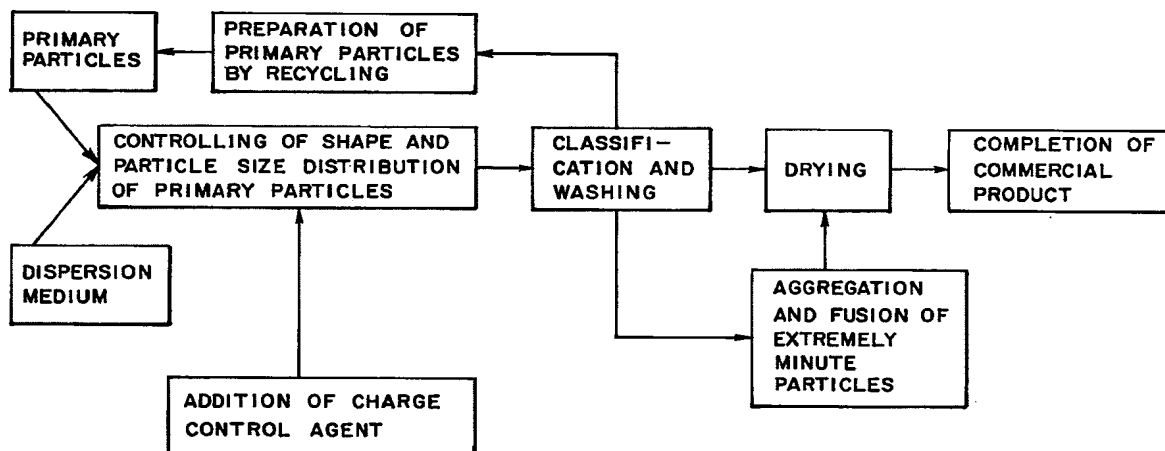 PRIMARY
PARTICLES
PREPARATION OF
PRIMARY PARTICLES
BY RECYCLING
CONTROLLING OF SHAPE AND
PARTICLE SIZE DISTRIBUTION
OF PRIMARY PARTICLES
CLASSIFI-
CATION AND
WASHING
DRYING
COMPLETION OF
COMMERCIAL
PRODUCT
DISPERSION
MEDIUM
AGGREGATION
AND FUSION OF
EXTREMELY
MINUTE
PARTICLES
ADDITION OF CHARGE
CONTROL AGENT